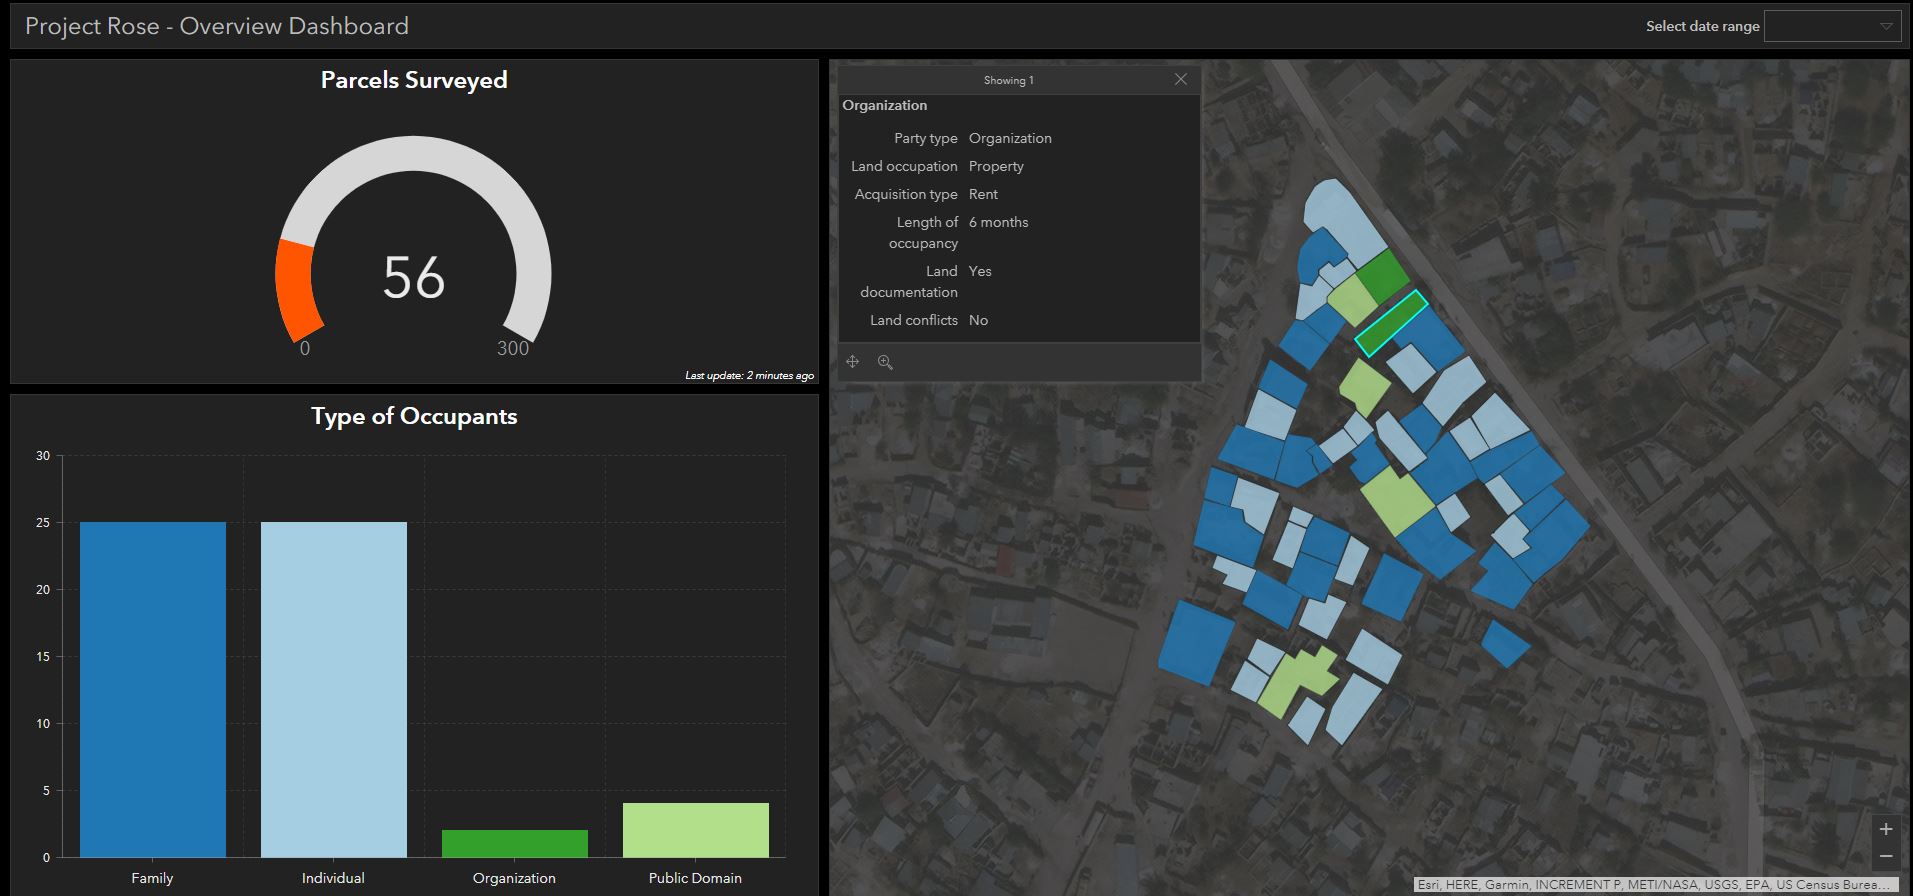 Project Rose - Overview Dashboard
Select date range
Parcels Surveyed
56
0
300
Last update: 2 minutes ago
Type of Occupants
30
25
20
15
10
5
0
Family
Individual
Organization
Public Domain
Showing 1
Organization
Party type Organization
Land occupation Property
Acquisition type Rent
Length of 6 months
occupancy
Land Yes
documentation
Land conflicts No
+
−
Esri, HERE, Garmin, INCREMENT P, METI/NASA, USGS, EPA, US Census Burea...